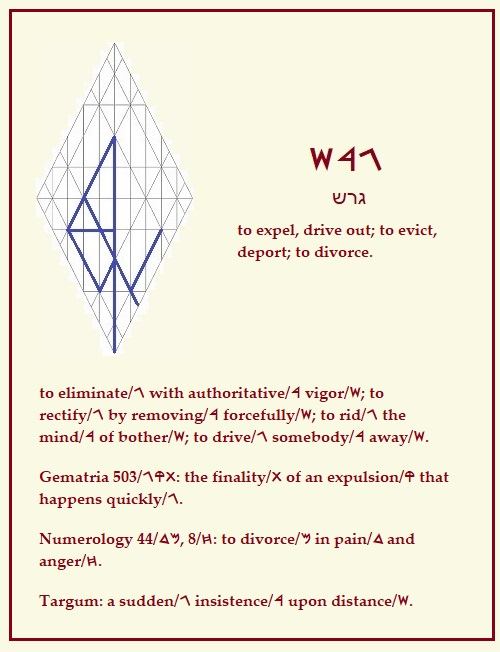 𐤂𐤓𐤔
גרש
to expel, drive out; to evict,
deport; to divorce.
to eliminate/𐤂 with authoritative/𐤓 vigor/𐤔; to
rectify/𐤂 by removing/𐤓 forcefully/𐤔; to rid/𐤂 the
mind/𐤓 of bother/𐤔; to drive/𐤂 somebody/𐤓 away/𐤔.
Gematria 503/𐤕𐤒𐤂: the finality/𐤕 of an expulsion/𐤒 that
happens quickly/𐤂.
Numerology 44/𐤌𐤃, 8/𐤇: to divorce/𐤌 in pain/𐤃 and
anger/𐤇.
Targum: a sudden/𐤂 insistence/𐤓 upon distance/𐤔.